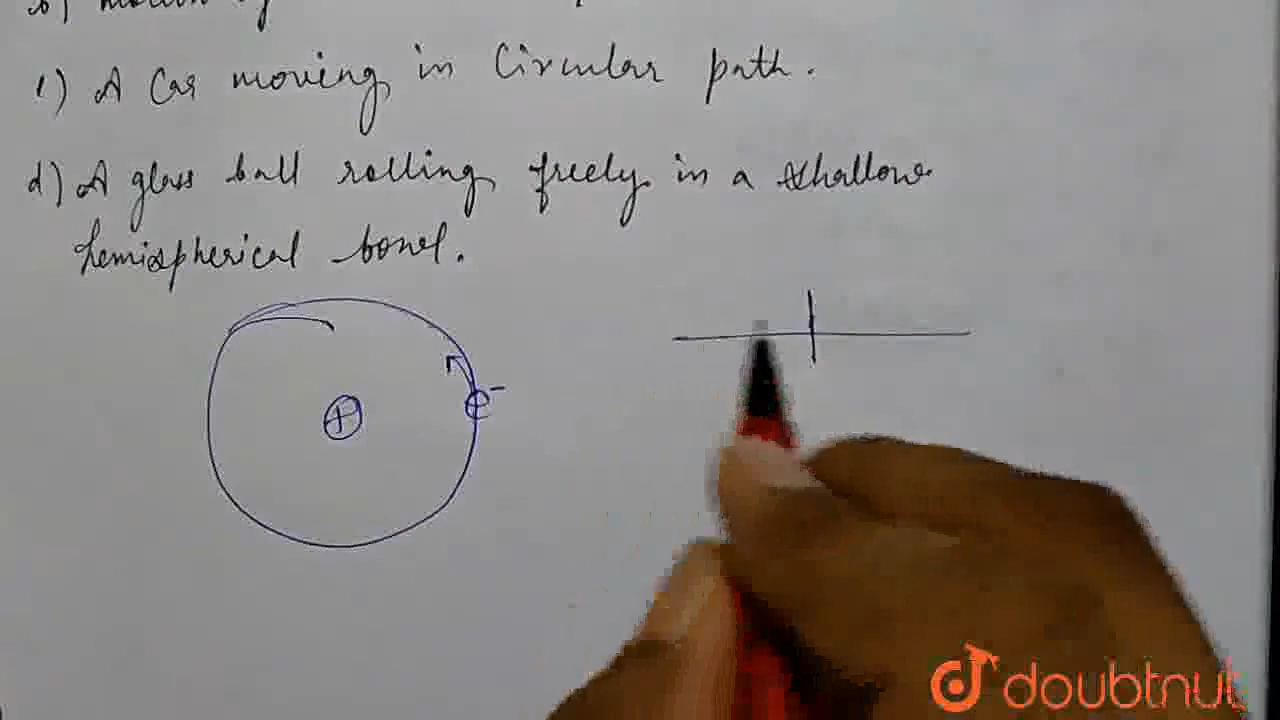 c) A Car moving in Circular path.
d) A glass ball rolling freely in a shallow
hemispherical bowl.
+
e-
doubtnut